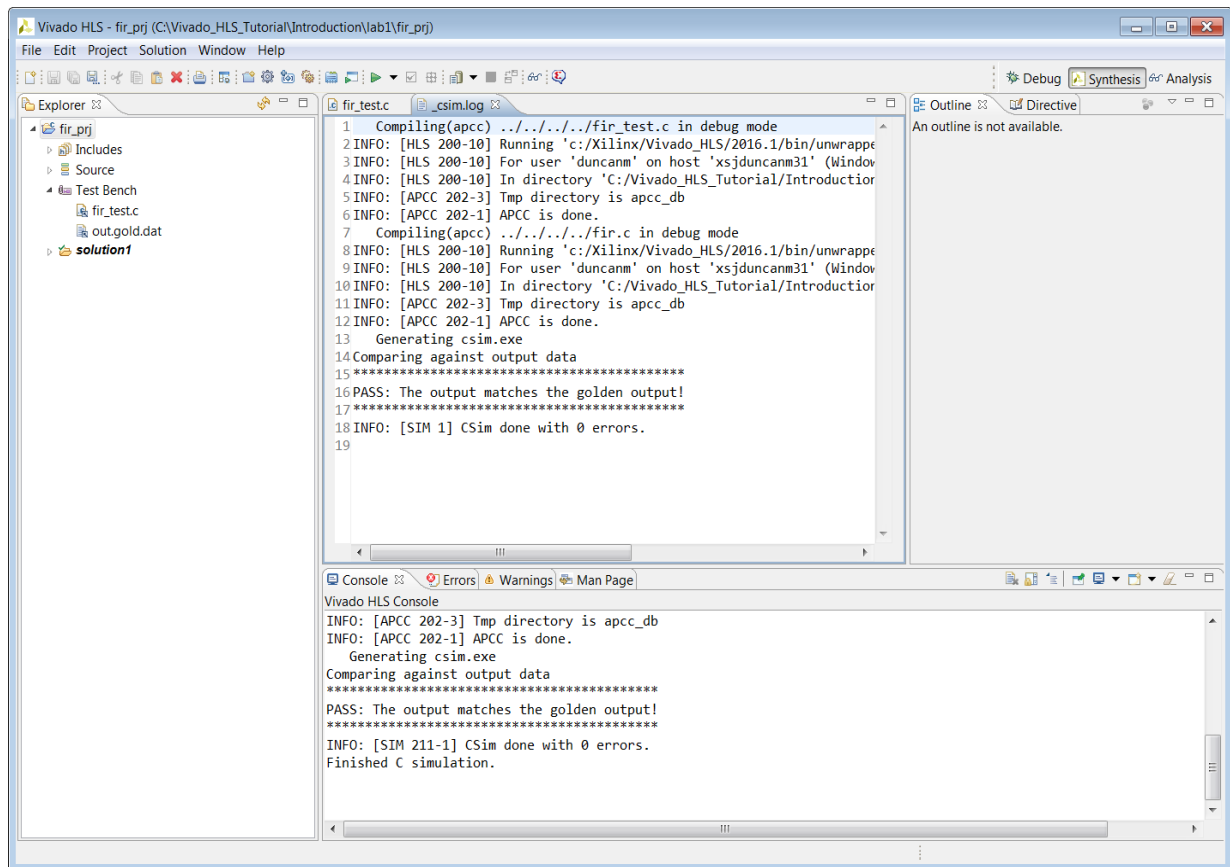 Vivado HLS - fir_prj (C:\Vivado_HLS_Tutorial\Introduction\lab1\fir_prj)
File Edit Project Solution Window Help
Debug Synthesis Analysis
Explorer
fir_prj
Includes
Source
Test Bench
fir_test.c
out.gold.dat
solution1
fir_test.c _csim.log
1 Compiling(apcc) ../../../../fir_test.c in debug mode
2 INFO: [HLS 200-10] Running 'c:/Xilinx/Vivado_HLS/2016.1/bin/unwrappe
3 INFO: [HLS 200-10] For user 'duncanm' on host 'xsjduncanm31' (Window
4 INFO: [HLS 200-10] In directory 'C:/Vivado_HLS_Tutorial/Introduction
5 INFO: [APCC 202-3] Tmp directory is apcc_db
6 INFO: [APCC 202-1] APCC is done.
7 Compiling(apcc) ../../../../fir.c in debug mode
8 INFO: [HLS 200-10] Running 'c:/Xilinx/Vivado_HLS/2016.1/bin/unwrappe
9 INFO: [HLS 200-10] For user 'duncanm' on host 'xsjduncanm31' (Window
10 INFO: [HLS 200-10] In directory 'C:/Vivado_HLS_Tutorial/Introduction
11 INFO: [APCC 202-3] Tmp directory is apcc_db
12 INFO: [APCC 202-1] APCC is done.
13 Generating csim.exe
14 Comparing against output data
15 *******************************************
16 PASS: The output matches the golden output!
17 *******************************************
18 INFO: [SIM 1] CSim done with 0 errors.
19
Outline Directive
An outline is not available.
Console Errors Warnings Man Page
Vivado HLS Console
INFO: [APCC 202-3] Tmp directory is apcc_db
INFO: [APCC 202-1] APCC is done.
Generating csim.exe
Comparing against output data
*******************************************
PASS: The output matches the golden output!
*******************************************
INFO: [SIM 211-1] CSim done with 0 errors.
Finished C simulation.